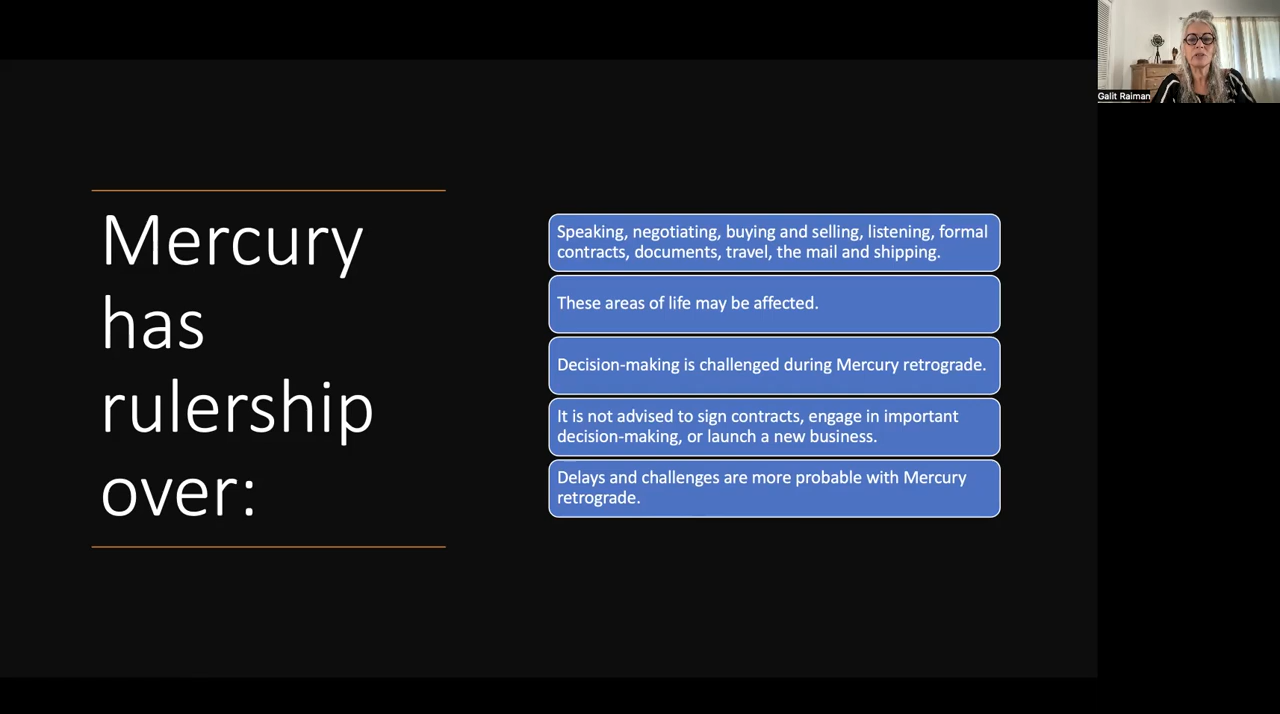 Mercury
has
rulership
over:
Speaking, negotiating, buying and selling, listening, formal
contracts, documents, travel, the mail and shipping.
These areas of life may be affected.
Decision-making is challenged during Mercury retrograde.
It is not advised to sign contracts, engage in important
decision-making, or launch a new business.
Delays and challenges are more probable with Mercury
retrograde.
Galit Raiman